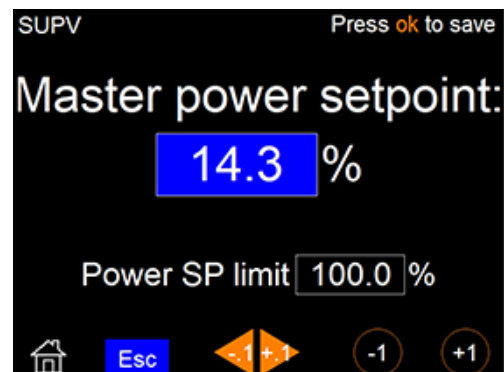 SUPV Press ok to save
Master power setpoint:
14.3 %
Power SP limit 100.0 %
Esc -.1 +.1 -1 +1